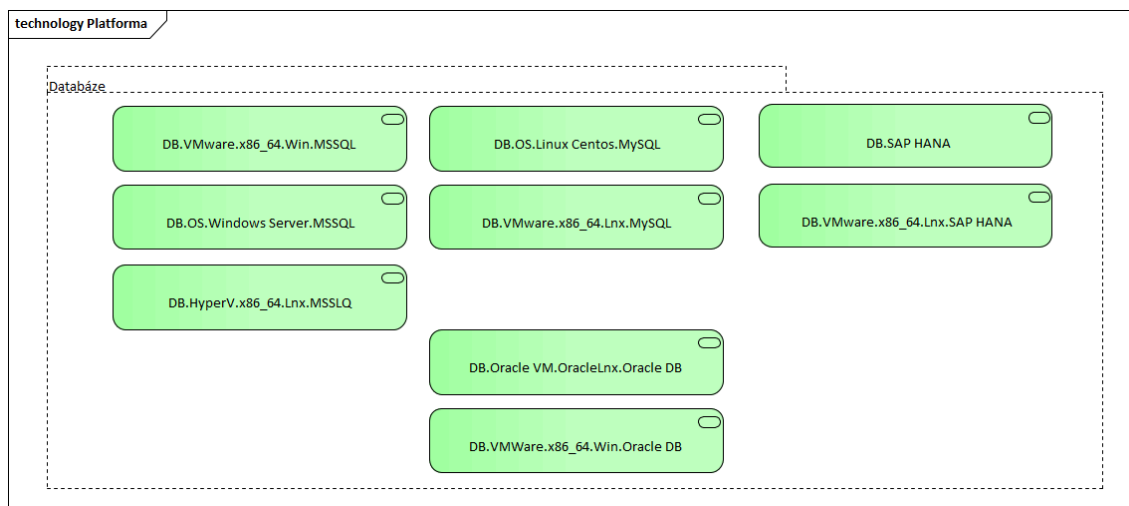 technology Platforma
Databáze
DB.VMware.x86_64.Win.MSSQL
DB.OS.Linux Centos.MySQL
DB.SAP HANA
DB.OS.Windows Server.MSSQL
DB.VMware.x86_64.Lnx.MySQL
DB.VMware.x86_64.Lnx.SAP HANA
DB.HyperV.x86_64.Lnx.MSSLQ
DB.Oracle VM.OracleLnx.Oracle DB
DB.VMWare.x86_64.Win.Oracle DB